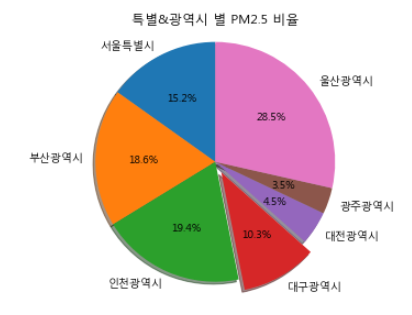 특별&광역시 별 PM2.5 비율
서울특별시
15.2%
부산광역시
18.6%
인천광역시
19.4%
대구광역시
10.3%
대전광역시
4.5%
광주광역시
3.5%
울산광역시
28.5%